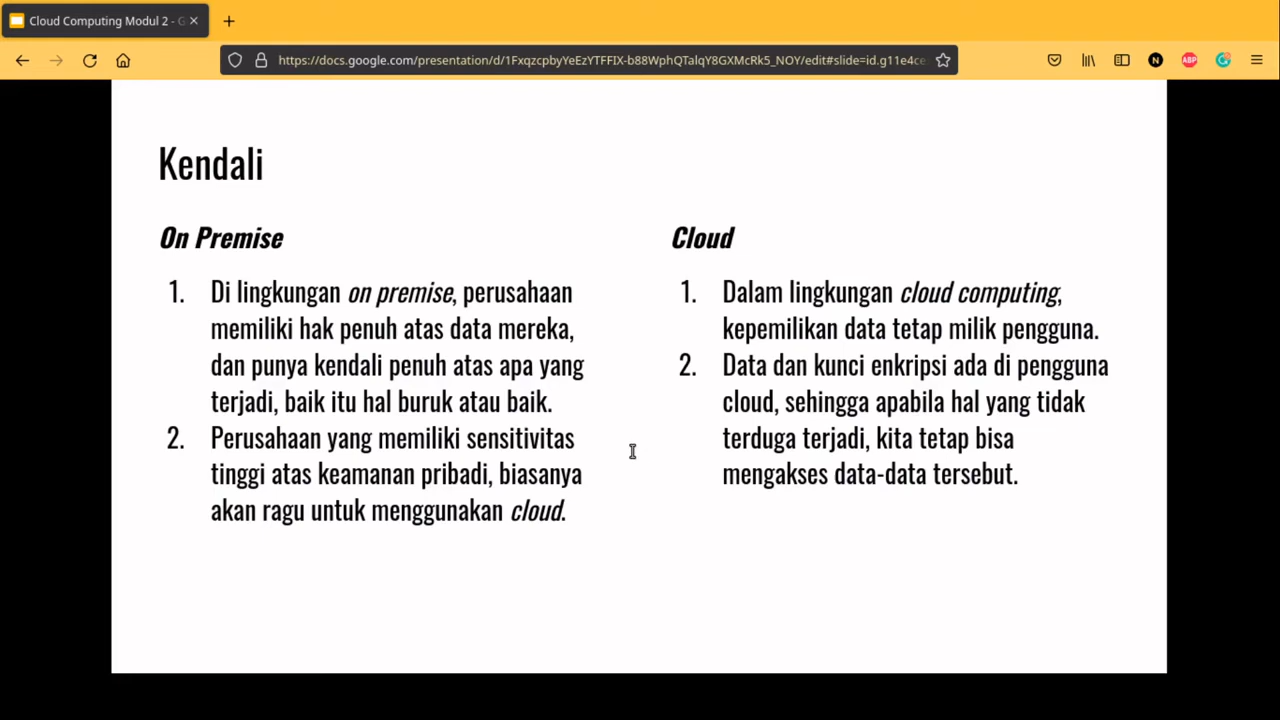 Cloud Computing Modul 2 - G
https://docs.google.com/presentation/d/1FxqzcpbyYeEzYTFFIX-b88WphQTalqY8GXMcRk5_NOY/edit#slide=id.g11e4ce
N
ABP
Kendali
On Premise
1. Di lingkungan on premise, perusahaan
memiliki hak penuh atas data mereka,
dan punya kendali penuh atas apa yang
terjadi, baik itu hal buruk atau baik.
2. Perusahaan yang memiliki sensitivitas
tinggi atas keamanan pribadi, biasanya
akan ragu untuk menggunakan cloud.
Cloud
1. Dalam lingkungan cloud computing,
kepemilikan data tetap milik pengguna.
2. Data dan kunci enkripsi ada di pengguna
cloud, sehingga apabila hal yang tidak
terduga terjadi, kita tetap bisa
mengakses data-data tersebut.